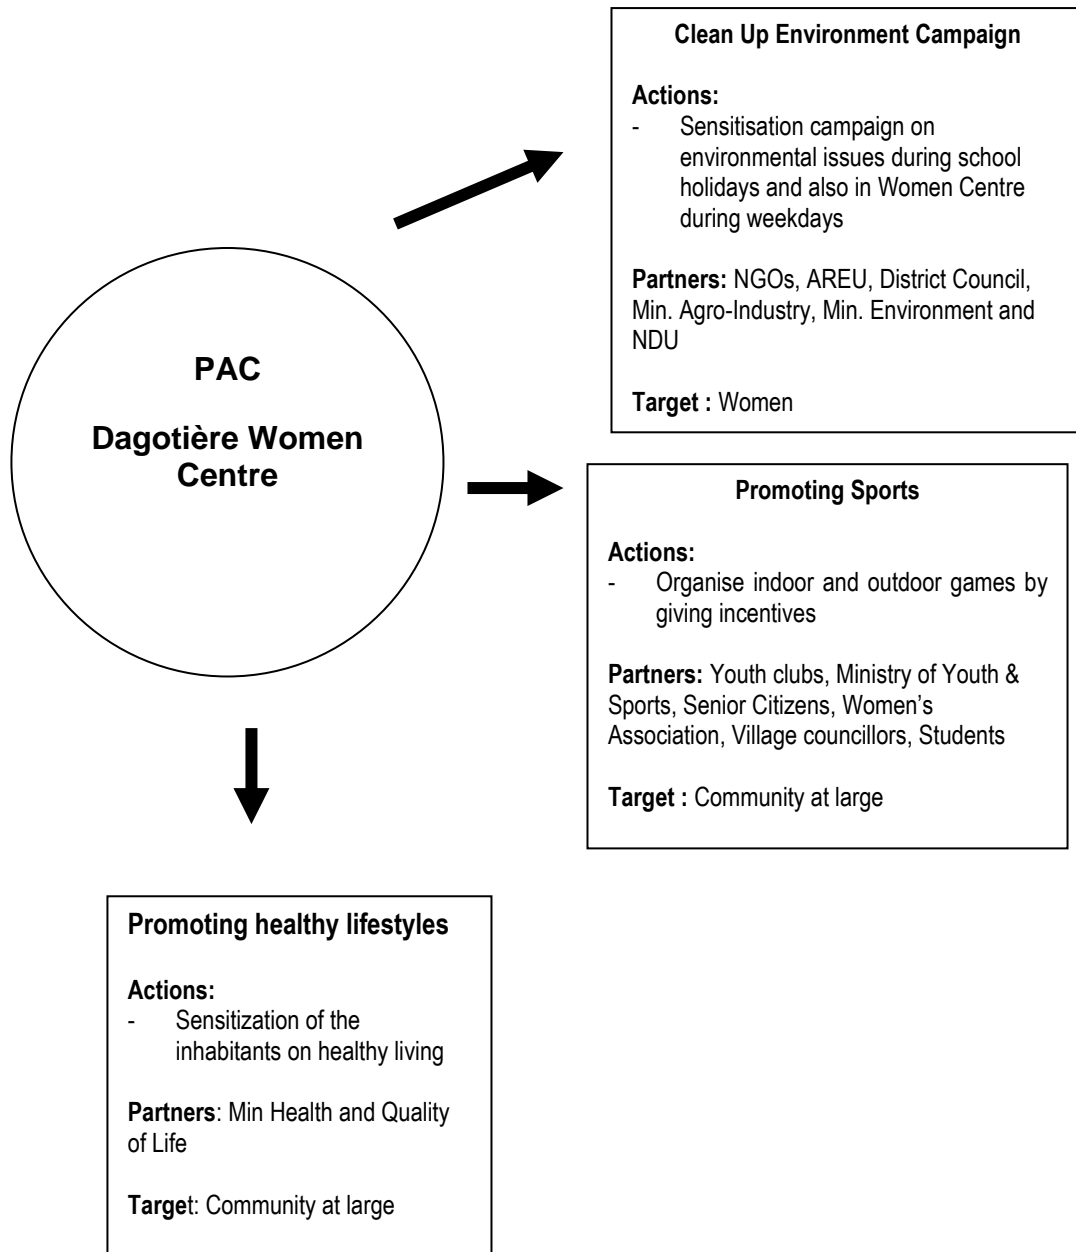 PAC
Dagotière Women
Centre
Clean Up Environment Campaign
Actions:
- Sensitisation campaign on
environmental issues during school
holidays and also in Women Centre
during weekdays
Partners: NGOs, AREU, District Council,
Min. Agro-Industry, Min. Environment and
NDU
Target : Women
Promoting Sports
Actions:
- Organise indoor and outdoor games by
giving incentives
Partners: Youth clubs, Ministry of Youth &
Sports, Senior Citizens, Women’s
Association, Village councillors, Students
Target : Community at large
Promoting healthy lifestyles
Actions:
- Sensitization of the
inhabitants on healthy living
Partners: Min Health and Quality
of Life
Target: Community at large